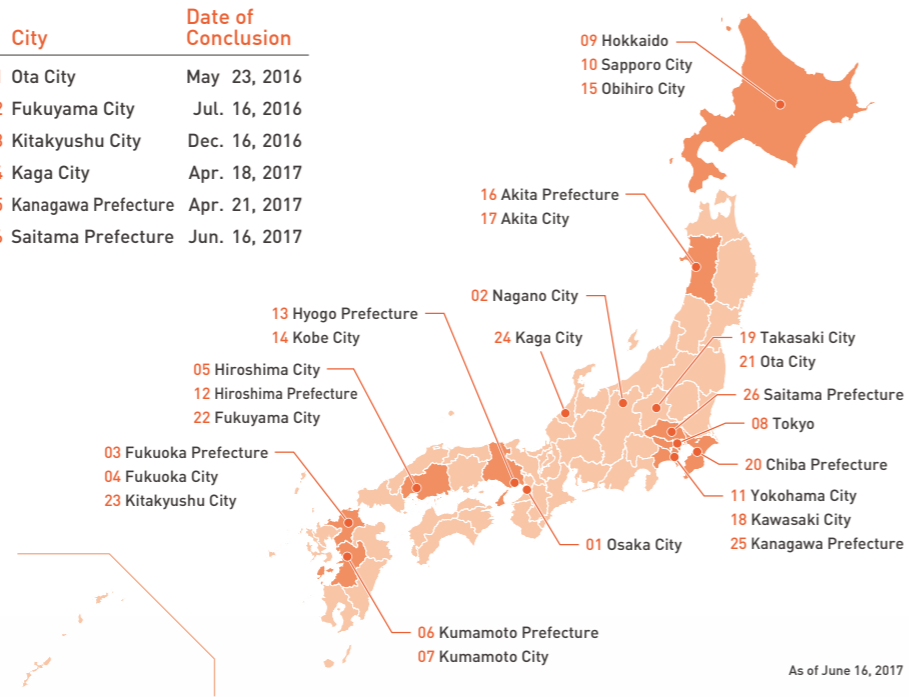 City
Date of
Conclusion
Ota City May 23, 2016
2 Fukuyama City Jul. 16, 2016
3 Kitakyushu City Dec. 16, 2016
Kaga City Apr. 18, 2017
5 Kanagawa Prefecture Apr. 21, 2017
Saitama Prefecture Jun. 16, 2017
09 Hokkaido
10 Sapporo City
15 Obihiro City
16 Akita Prefecture
17 Akita City
02 Nagano City
13 Hyogo Prefecture
14 Kobe City
24 Kaga City
19 Takasaki City
21 Ota City
05 Hiroshima City
12 Hiroshima Prefecture
22 Fukuyama City
26 Saitama Prefecture
08 Tokyo
03 Fukuoka Prefecture
04 Fukuoka City
23 Kitakyushu City
20 Chiba Prefecture
11 Yokohama City
18 Kawasaki City
25 Kanagawa Prefecture
01 Osaka City
06 Kumamoto Prefecture
07 Kumamoto City
As of June 16, 2017